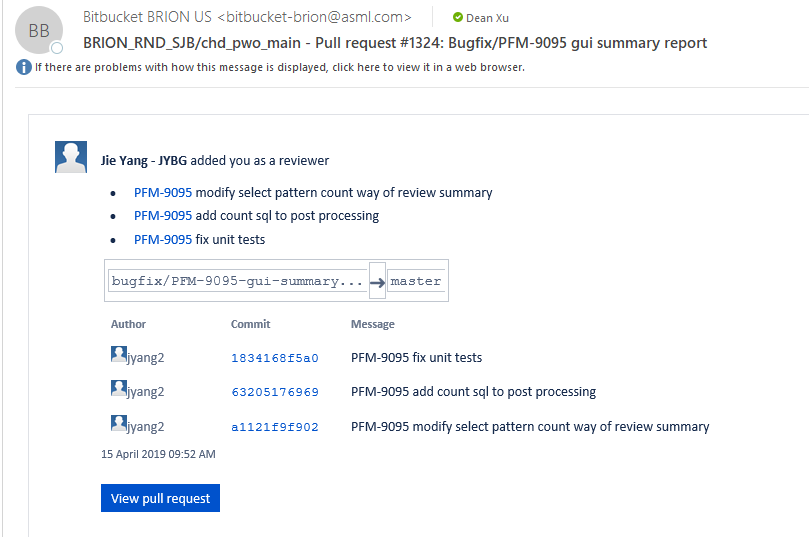 BB
Bitbucket BRION US <bitbucket-brion@asml.com>
Dean Xu
BRION_RND_SJB/chd_pwo_main - Pull request #1324: Bugfix/PFM-9095 gui summary report
If there are problems with how this message is displayed, click here to view it in a web browser.
Jie Yang - JYBG added you as a reviewer
• PFM-9095 modify select pattern count way of review summary
• PFM-9095 add count sql to post processing
• PFM-9095 fix unit tests
bugfix/PFM-9095-gui-summary... → master
Author Commit Message
jyang2 1834168f5a0 PFM-9095 fix unit tests
jyang2 63205176969 PFM-9095 add count sql to post processing
jyang2 a1121f9f902 PFM-9095 modify select pattern count way of review summary
15 April 2019 09:52 AM
View pull request